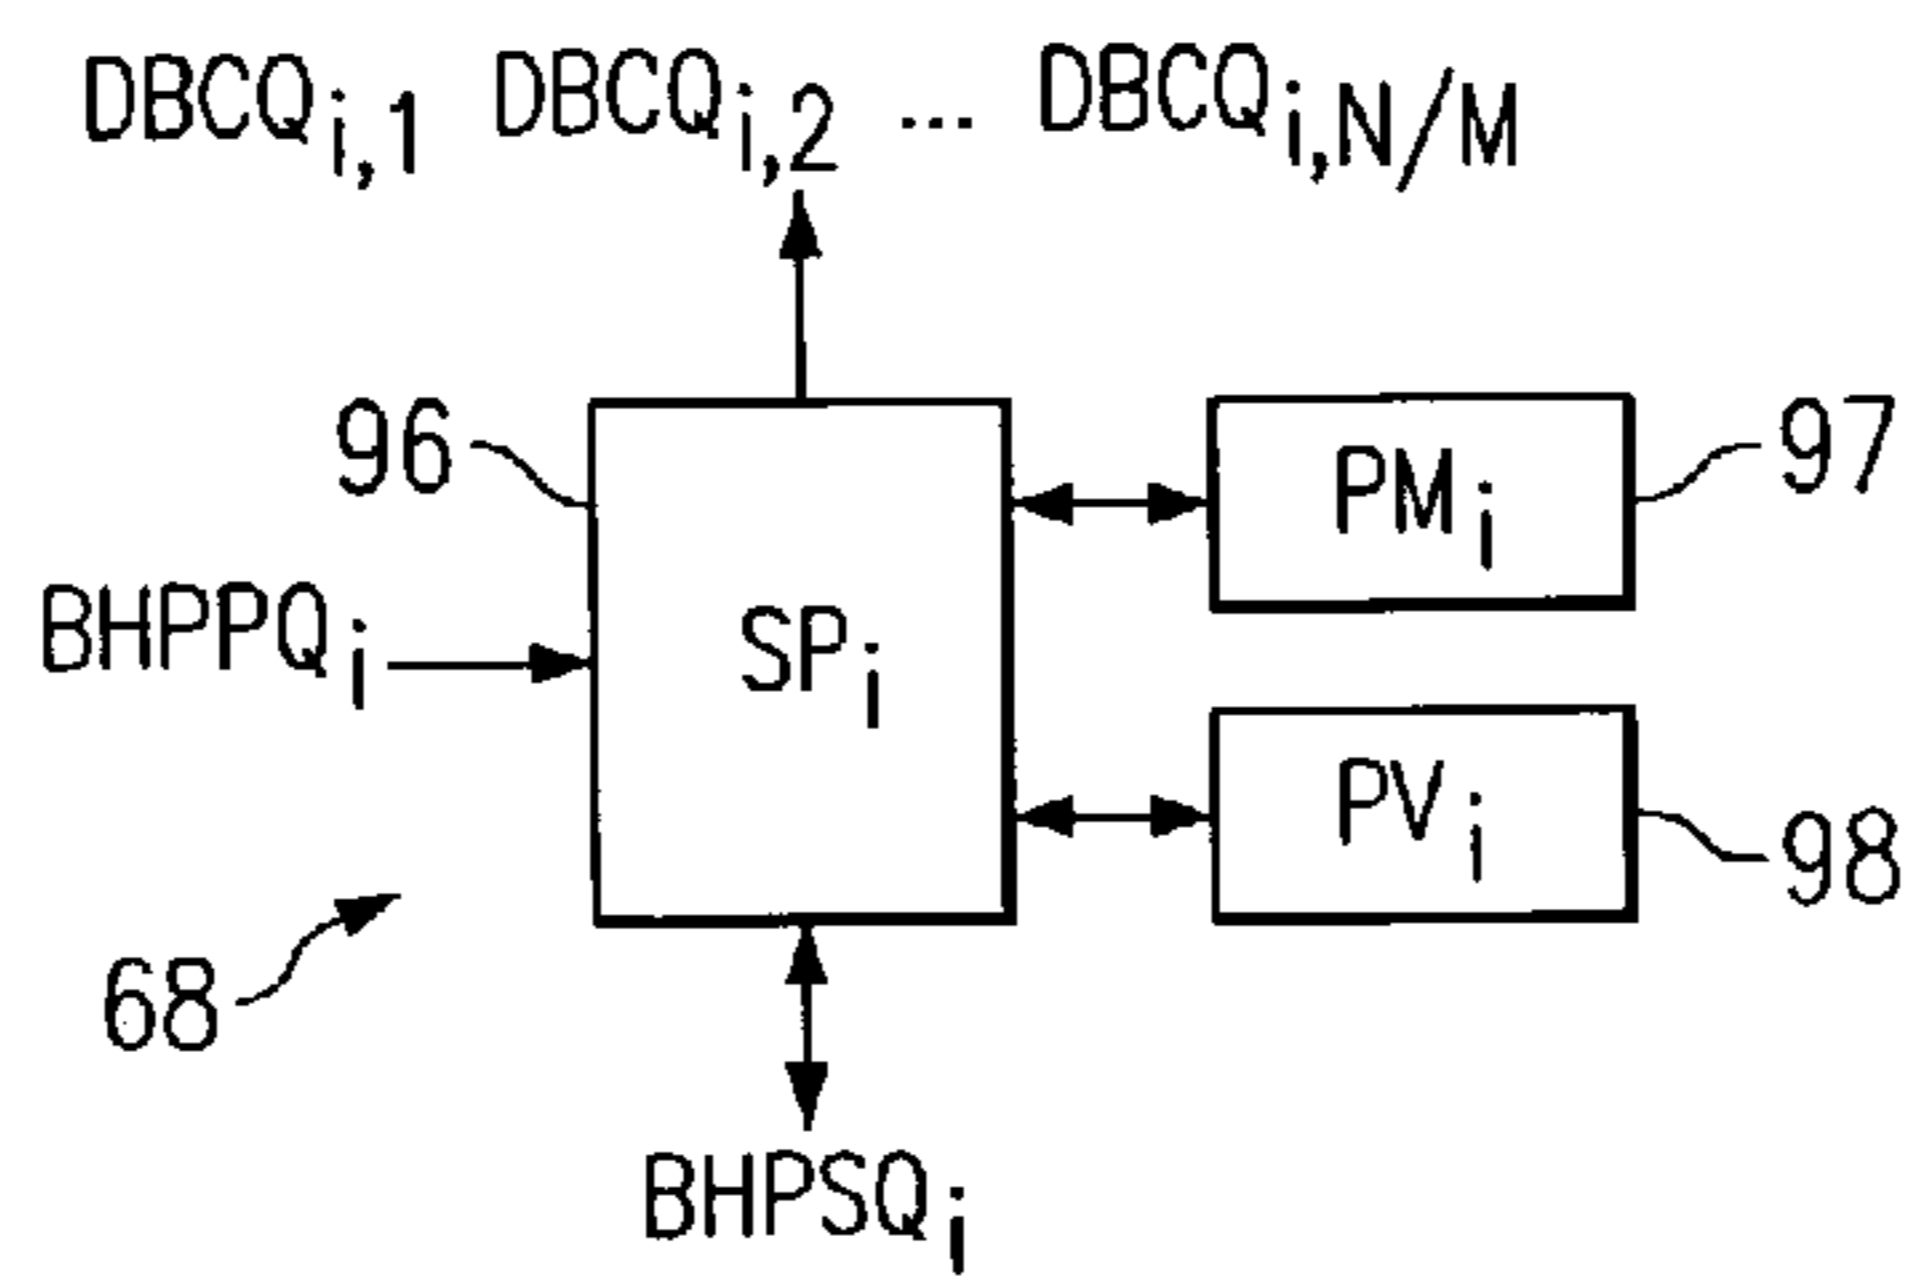 DBCQi,1 DBCQi,2 ... DBCQi,N/M
96
PMi
97
BHPPQi
SPi
PVi
98
68
BHPSQi